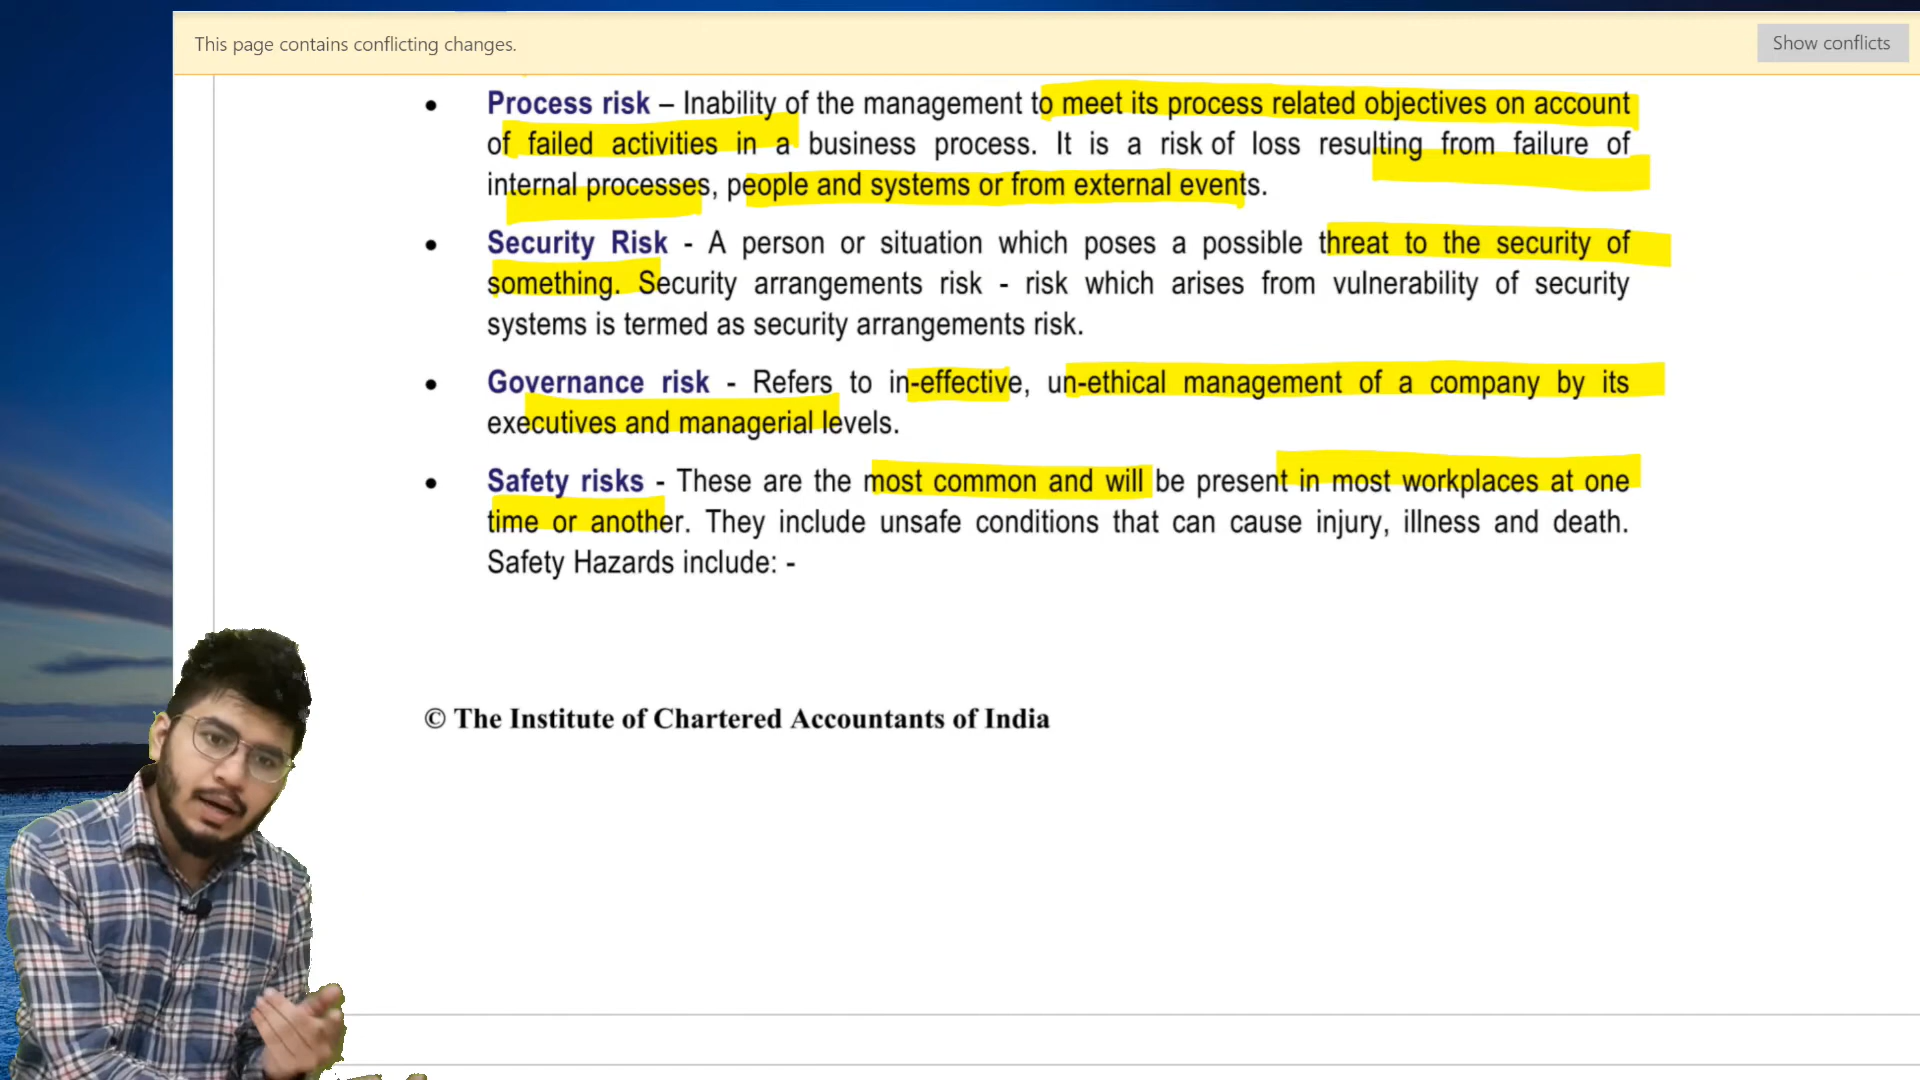 This page contains conflicting changes.
Show conflicts
• Process risk – Inability of the management to meet its process related objectives on account
of failed activities in a business process. It is a risk of loss resulting from failure of
internal processes, people and systems or from external events.
• Security Risk - A person or situation which poses a possible threat to the security of
something. Security arrangements risk - risk which arises from vulnerability of security
systems is termed as security arrangements risk.
• Governance risk - Refers to in-effective, un-ethical management of a company by its
executives and managerial levels.
• Safety risks - These are the most common and will be present in most workplaces at one
time or another. They include unsafe conditions that can cause injury, illness and death.
Safety Hazards include: -
© The Institute of Chartered Accountants of India